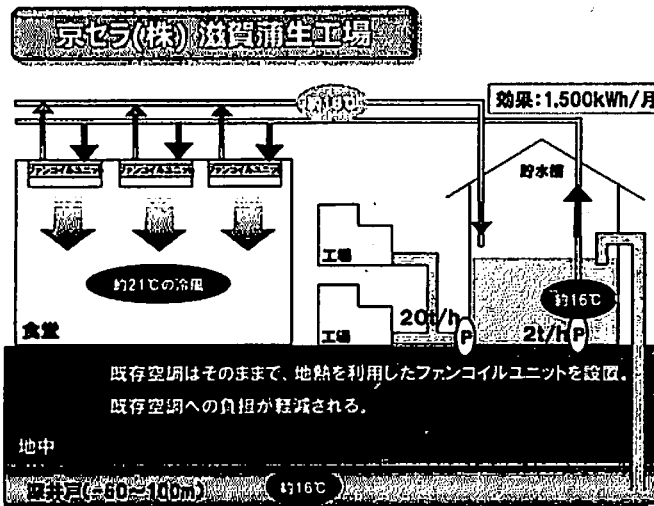 京セラ(株) 滋賀蒲生工場
効果:1,500kWh/月
約18℃
ファンコイルユニット ファンコイルユニット ファンコイルユニット
貯水槽
約21℃の冷風
工場
食堂
工場
20t/h
P
2t/h
P
約16℃
既存空調はそのままで、地熱を利用したファンコイルユニットを設置。
既存空調への負担が軽減される。
地中
深井戸(-60~100m)
約16℃